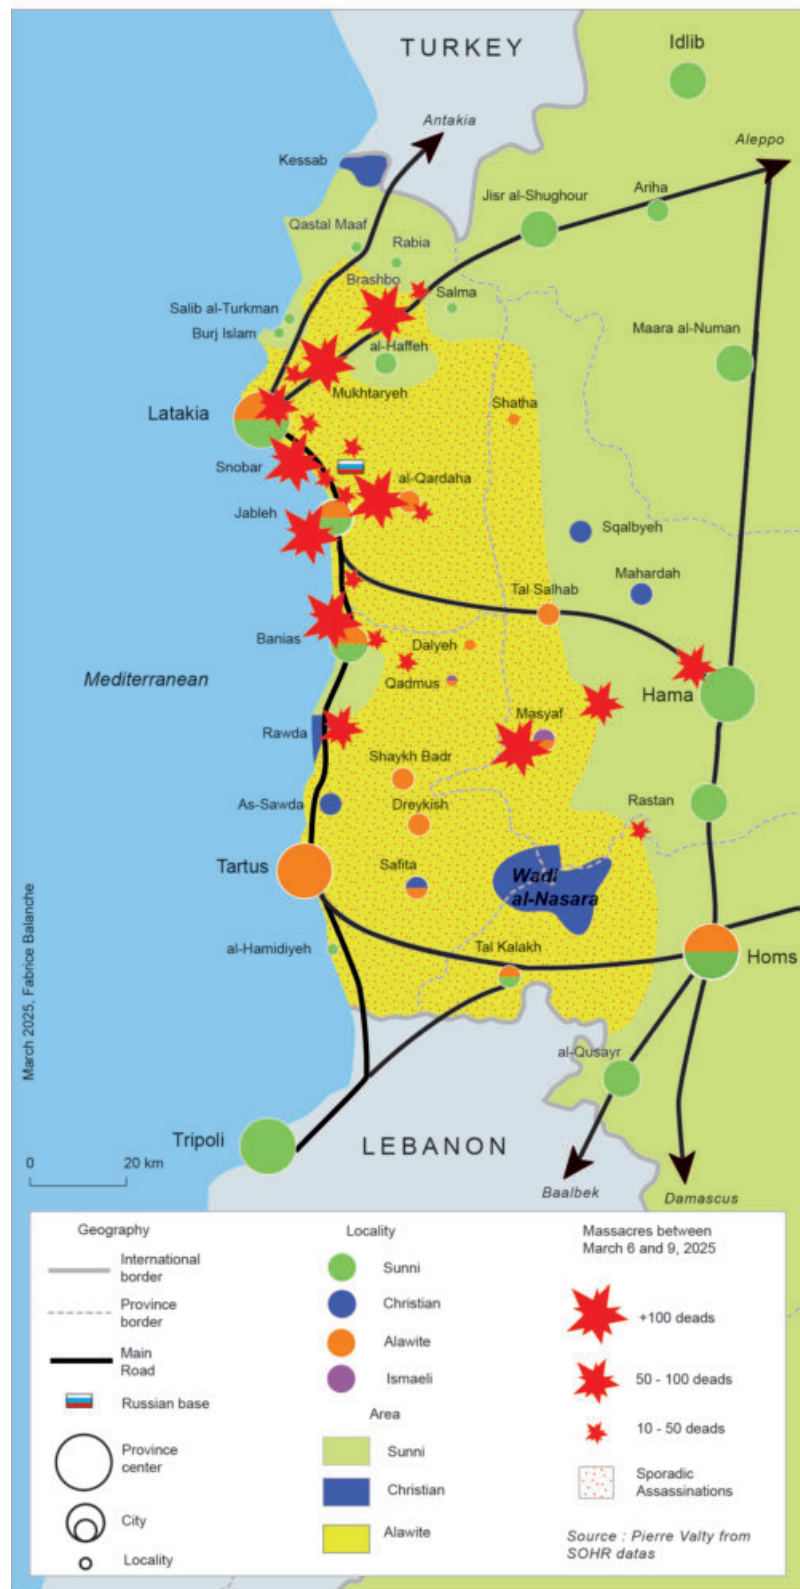 TURKEY
Idlib
Antakia
Aleppo
Kessab
Jisr al-Shughour
Ariha
Qastal Maaf
Rabia
Brashbo
Salma
Salib al-Turkman
Burj Islam
Maara al-Numan
al-Haffeh
Mukhtaryeh
Latakia
Shatha
Snobar
al-Qardaha
Jableh
Sqalbyeh
Mahardah
Tal Salhab
Banias
Dalyeh
Mediterranean
Qadmus
Hama
Masyaf
Rawda
Shaykh Badr
As-Sawda
Dreykish
Rastan
Tartus
Safita
Wadi
al-Nasara
al-Hamidiyeh
Tal Kalakh
Homs
March 2025, Fabrice Balanche
al-Qusayr
Tripoli
LEBANON
0
20 km
Baalbek
Damascus
Geography
International
border
Province
border
Main
Road
Russian base
Province
center
City
Locality
Locality
Sunni
Christian
Alawite
Ismaeli
Area
Sunni
Christian
Alawite
Massacres between
March 6 and 9, 2025
+100 deads
50 - 100 deads
10 - 50 deads
Sporadic
Assassinations
Source : Pierre Valty from
SOHR datas